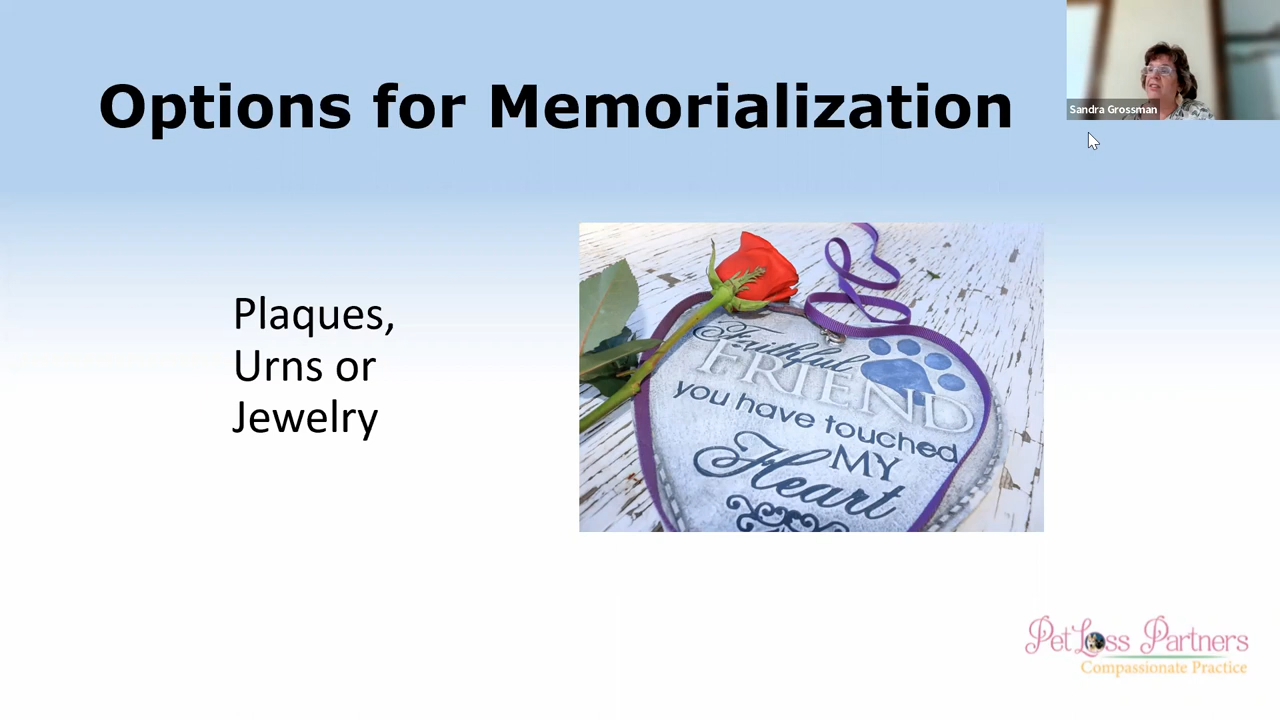 Options for Memorialization
Sandra Grossman
Plaques,
Urns or
Jewelry
Faithful
FRIEND
you have touched
MY
Heart
Pet Loss Partners
Compassionate Practice